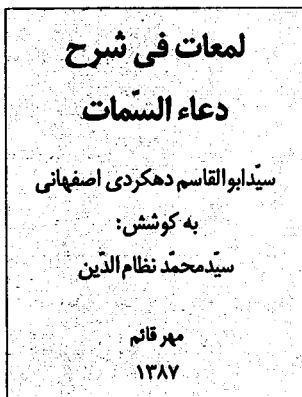 لمعات فی شرح
دعاء السّمات
سیّدابوالقاسم دهکردی اصفهانی
به کوشش:
سیّدمحمّد نظام‌الدّین
مهر قائم
۱۳۸۷